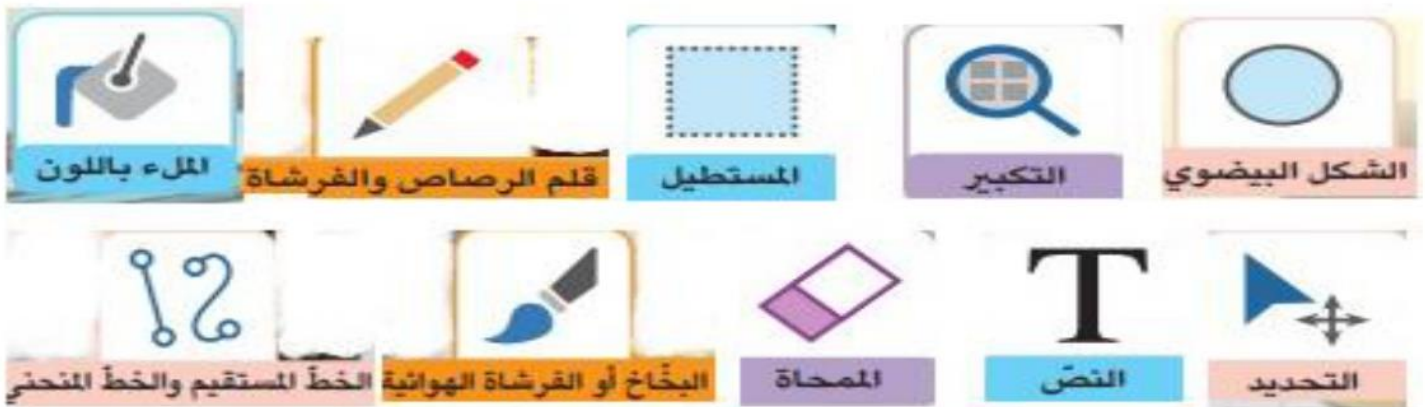 الشكل البيضوي
التكبير
المستطيل
قلم الرصاص والفرشاة
الملء باللون
التحديد
T
النصّ
الممحاة
البخّاخ أو الفرشاة الهوائية
الخطّ المستقيم والخطّ المنحني